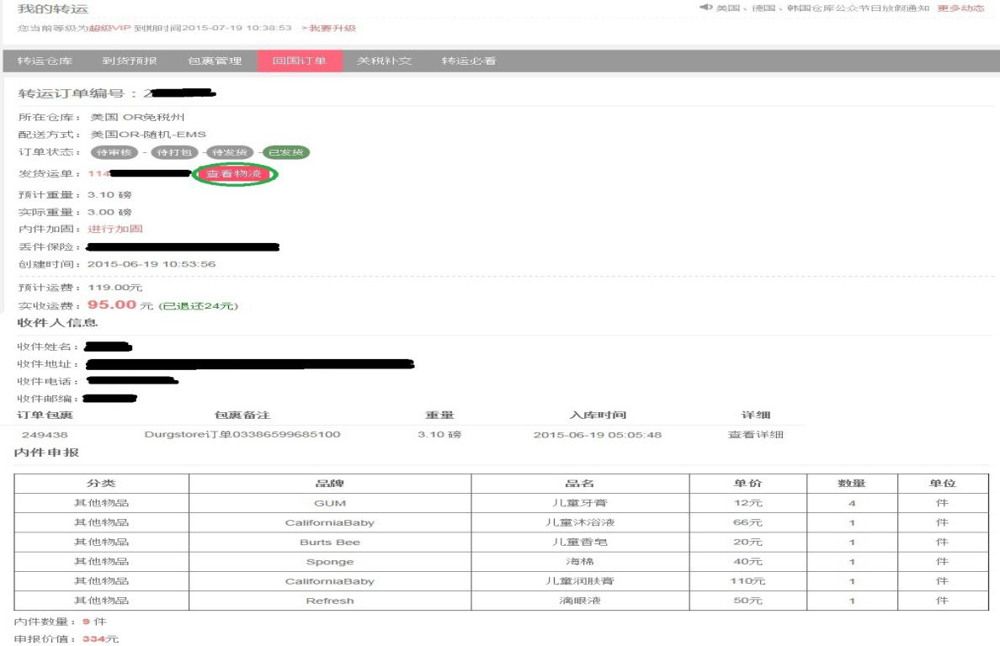 我的转运
美国、德国、韩国仓库公众节日放假通知 更多动态
您当前等级为超级VIP 到期时间2015-07-19 10:38:53 >我要升级
转运仓库 到货预报 包裹管理 回国订单 关税补交 转运必看
转运订单编号：2
所在仓库： 美国 OR免税州
配送方式： 美国OR-随机-EMS
订单状态： 待审核 - 待打包 - 待发货 - 已发货
发货运单：114 查看物流
预计重量：3.10 磅
实际重量：3.00 磅
内件加固：进行加固
丢件保险：
创建时间：2015-06-19 10:53:56
预计运费：119.00元
实收运费：95.00 元 (已退还24元)
收件人信息
收件姓名：
收件地址：
收件电话：
收件邮编：
订单包裹 包裹备注 重量 入库时间 详细
249438 Durgstore订单03386599685100 3.10 磅 2015-06-19 05:05:48 查看详细
内件申报
分类 品牌 品名 单价 数量 单位
其他物品 GUM 儿童牙膏 12元 4 件
其他物品 CaliforniaBaby 儿童沐浴液 66元 1 件
其他物品 Burts Bee 儿童香皂 20元 1 件
其他物品 Sponge 海棉 40元 1 件
其他物品 CaliforniaBaby 儿童润肤膏 110元 1 件
其他物品 Refresh 滴眼液 50元 1 件
内件数量：9 件
申报价值：334元